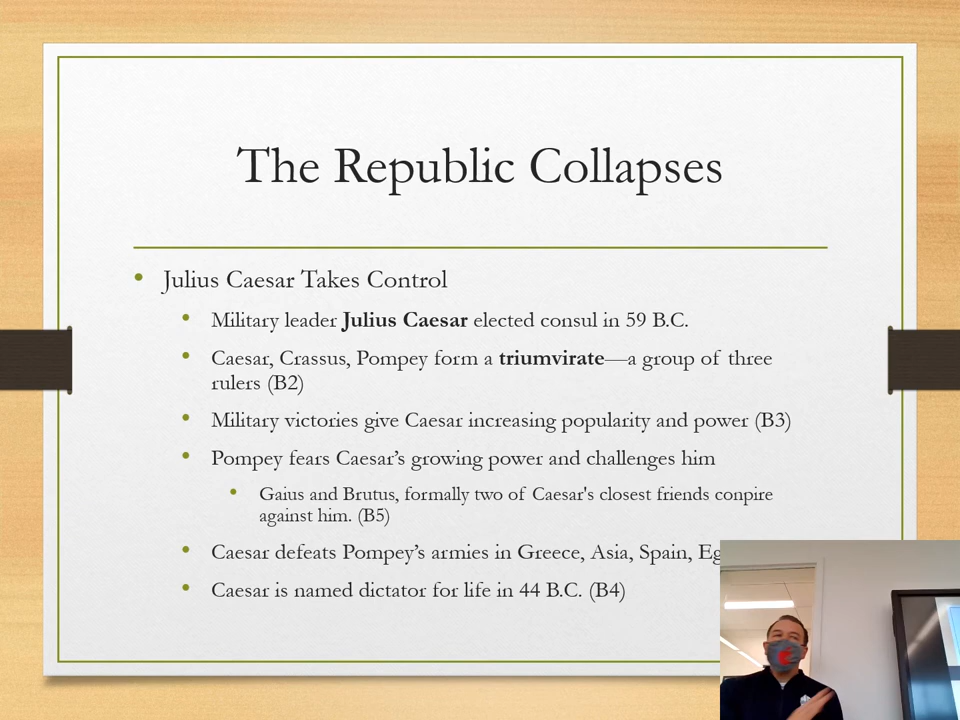 The Republic Collapses
• Julius Caesar Takes Control
• Military leader Julius Caesar elected consul in 59 B.C.
• Caesar, Crassus, Pompey form a triumvirate—a group of three
rulers (B2)
• Military victories give Caesar increasing popularity and power (B3)
• Pompey fears Caesar’s growing power and challenges him
• Gaius and Brutus, formally two of Caesar's closest friends conpire
against him. (B5)
• Caesar defeats Pompey’s armies in Greece, Asia, Spain, Eg
• Caesar is named dictator for life in 44 B.C. (B4)